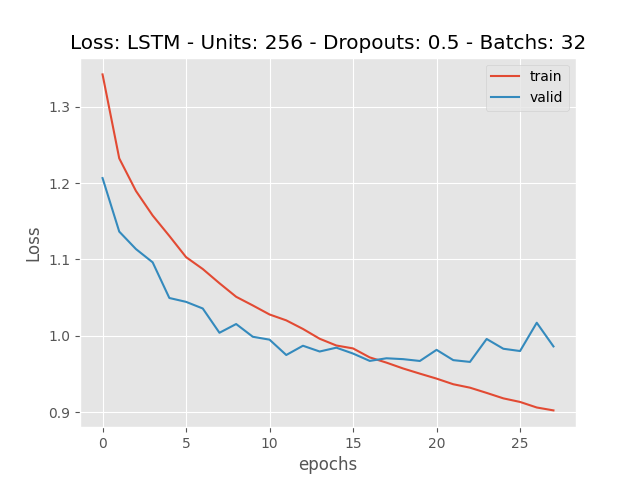 Loss: LSTM - Units: 256 - Dropouts: 0.5 - Batchs: 32
train
valid
1.3
1.2
1.1
1.0
0.9
Loss
0 5 10 15 20 25
epochs